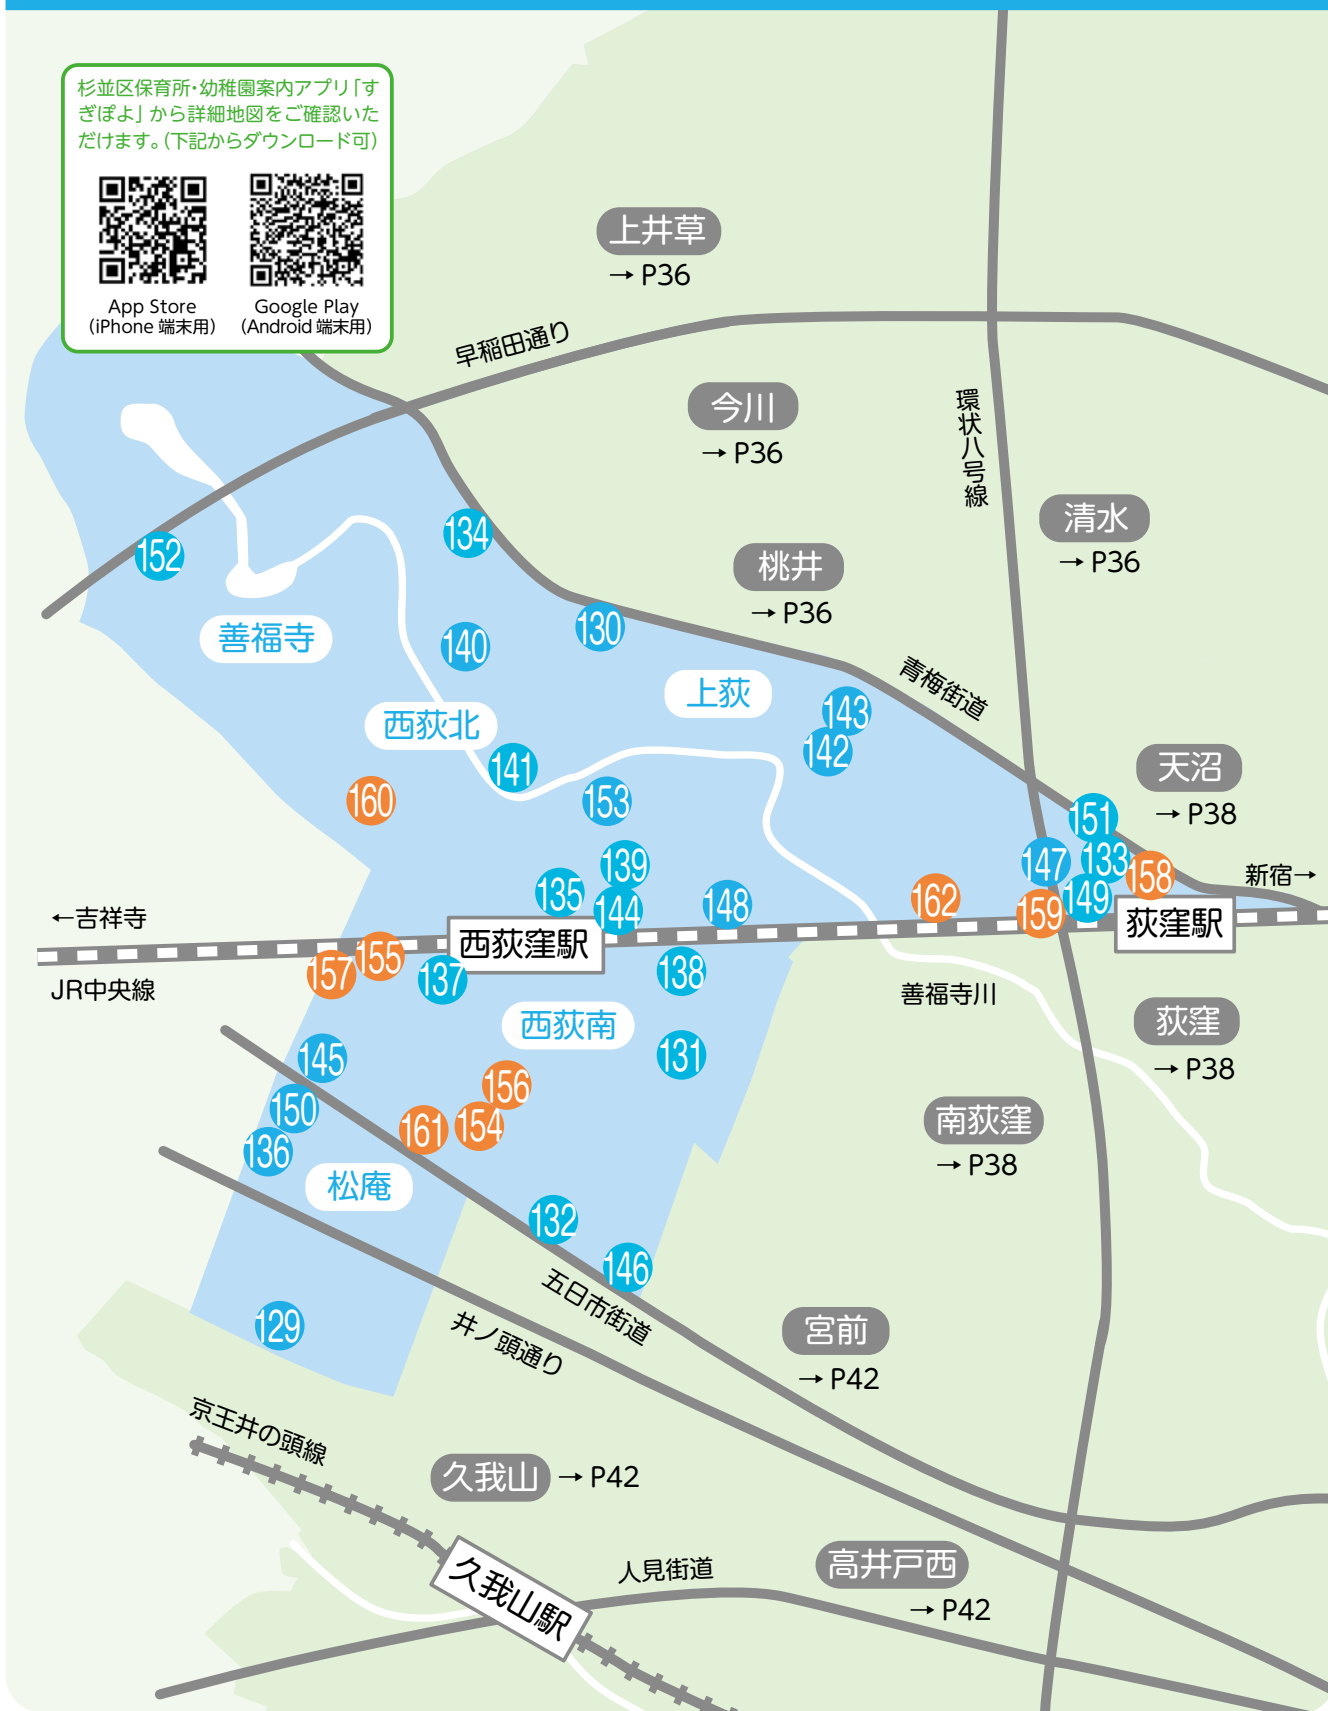 杉並区保育所・幼稚園案内アプリ「す
ぎぽよ」から詳細地図をご確認いた
だけます。(下記からダウンロード可)
App Store
(iPhone 端末用)
Google Play
(Android 端末用)
上井草
→ P36
早稲田通り
今川
→ P36
環状八号線
清水
→ P36
134
152
桃井
→ P36
善福寺
130
140
上荻
青梅街道
西荻北
143
142
141
天沼
→ P38
160
153
151
139
147
133
158
新宿→
135
144
148
162
159
149
←吉祥寺
西荻窪駅
荻窪駅
155
157
137
138
JR中央線
善福寺川
西荻南
荻窪
→ P38
145
131
156
150
161
154
南荻窪
→ P38
136
松庵
132
146
五日市街道
129
井ノ頭通り
宮前
→ P42
京王井の頭線
久我山 → P42
久我山駅
人見街道
高井戸西
→ P42